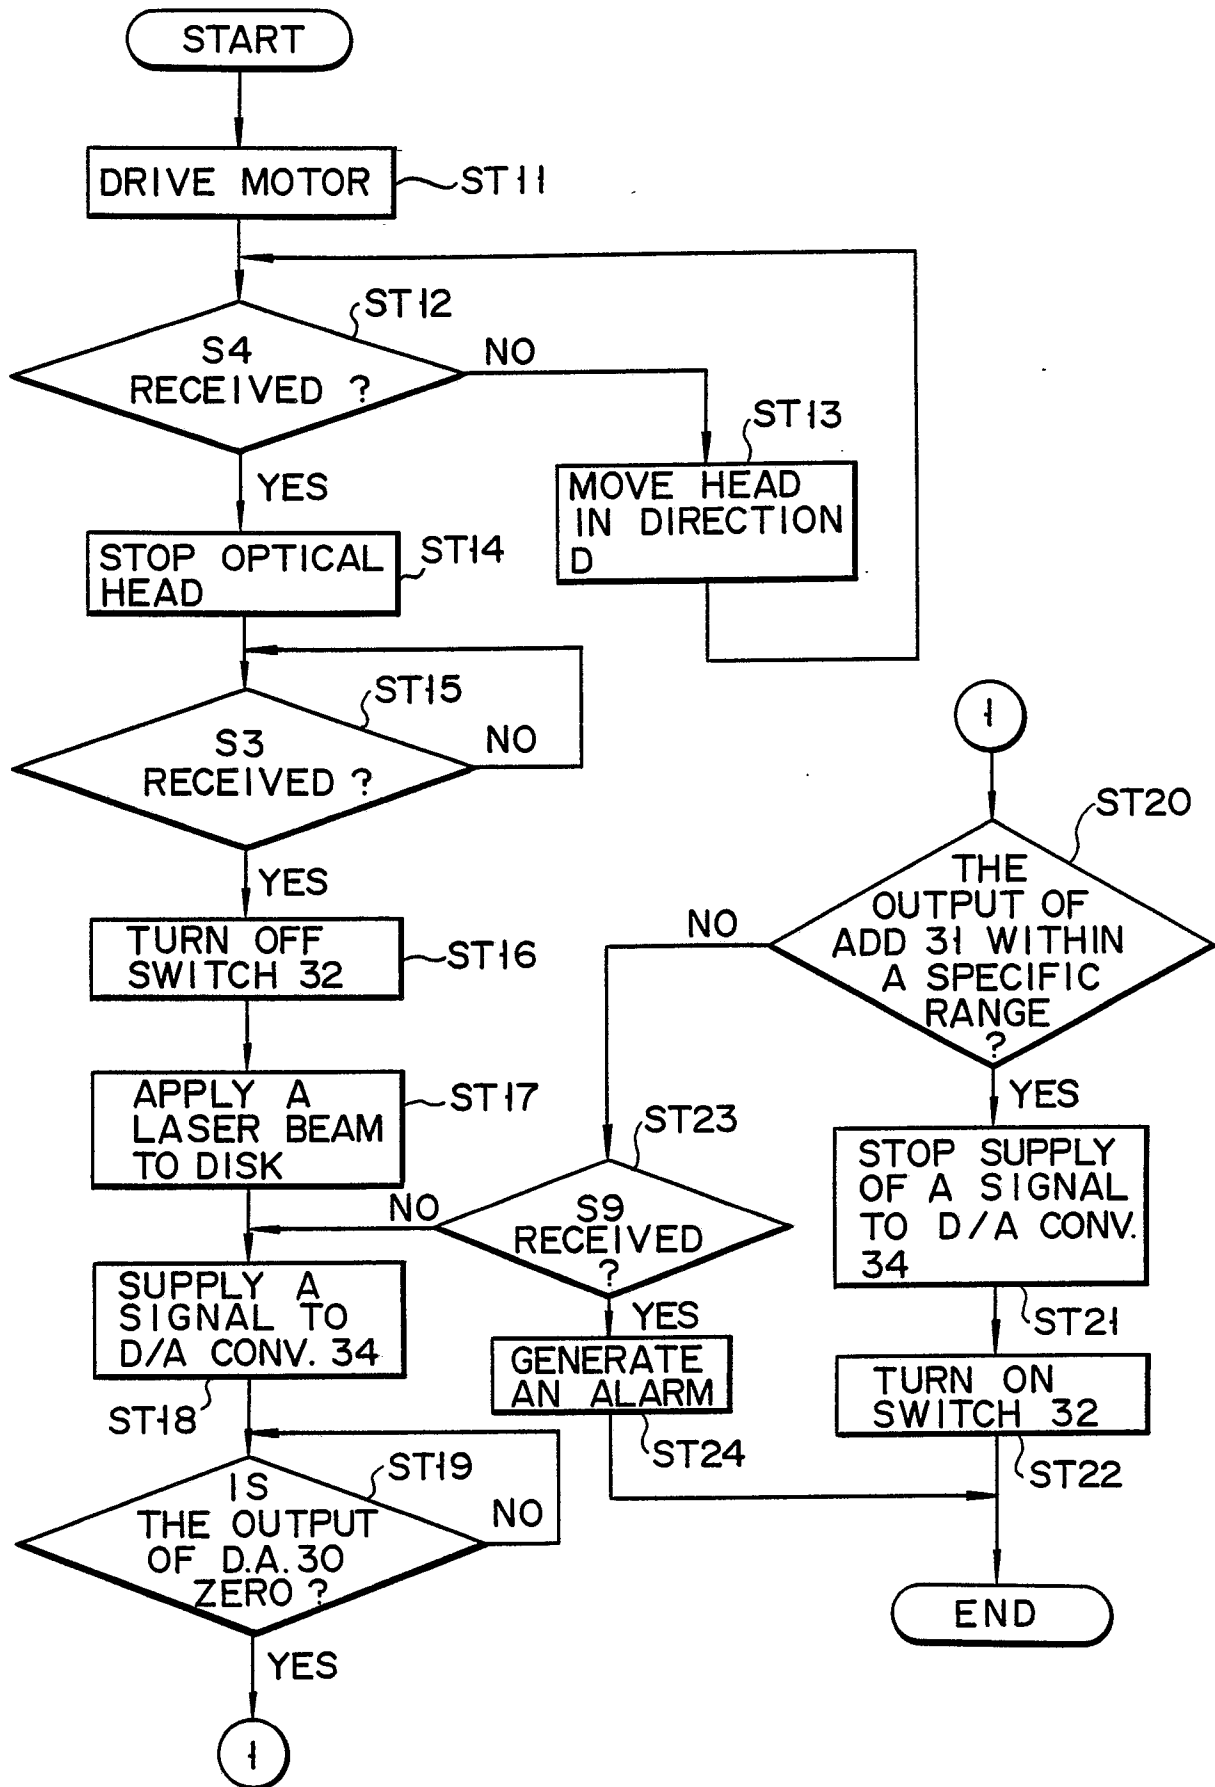 START
DRIVE MOTOR
ST11
ST12
S4
RECEIVED ?
NO
YES
ST13
MOVE HEAD
IN DIRECTION
D
STOP OPTICAL
HEAD
ST14
ST15
S3
RECEIVED ?
NO
YES
TURN OFF
SWITCH 32
ST16
APPLY A
LASER BEAM
TO DISK
ST17
SUPPLY A
SIGNAL TO
D/A CONV. 34
ST18
ST19
IS
THE OUTPUT
OF D.A. 30
ZERO ?
NO
YES
1
1
ST20
THE
OUTPUT OF
ADD 31 WITHIN
A SPECIFIC
RANGE
?
NO
YES
ST23
S9
RECEIVED
?
NO
YES
GENERATE
AN ALARM
ST24
STOP SUPPLY
OF A SIGNAL
TO D/A CONV.
34
ST21
TURN ON
SWITCH 32
ST22
END